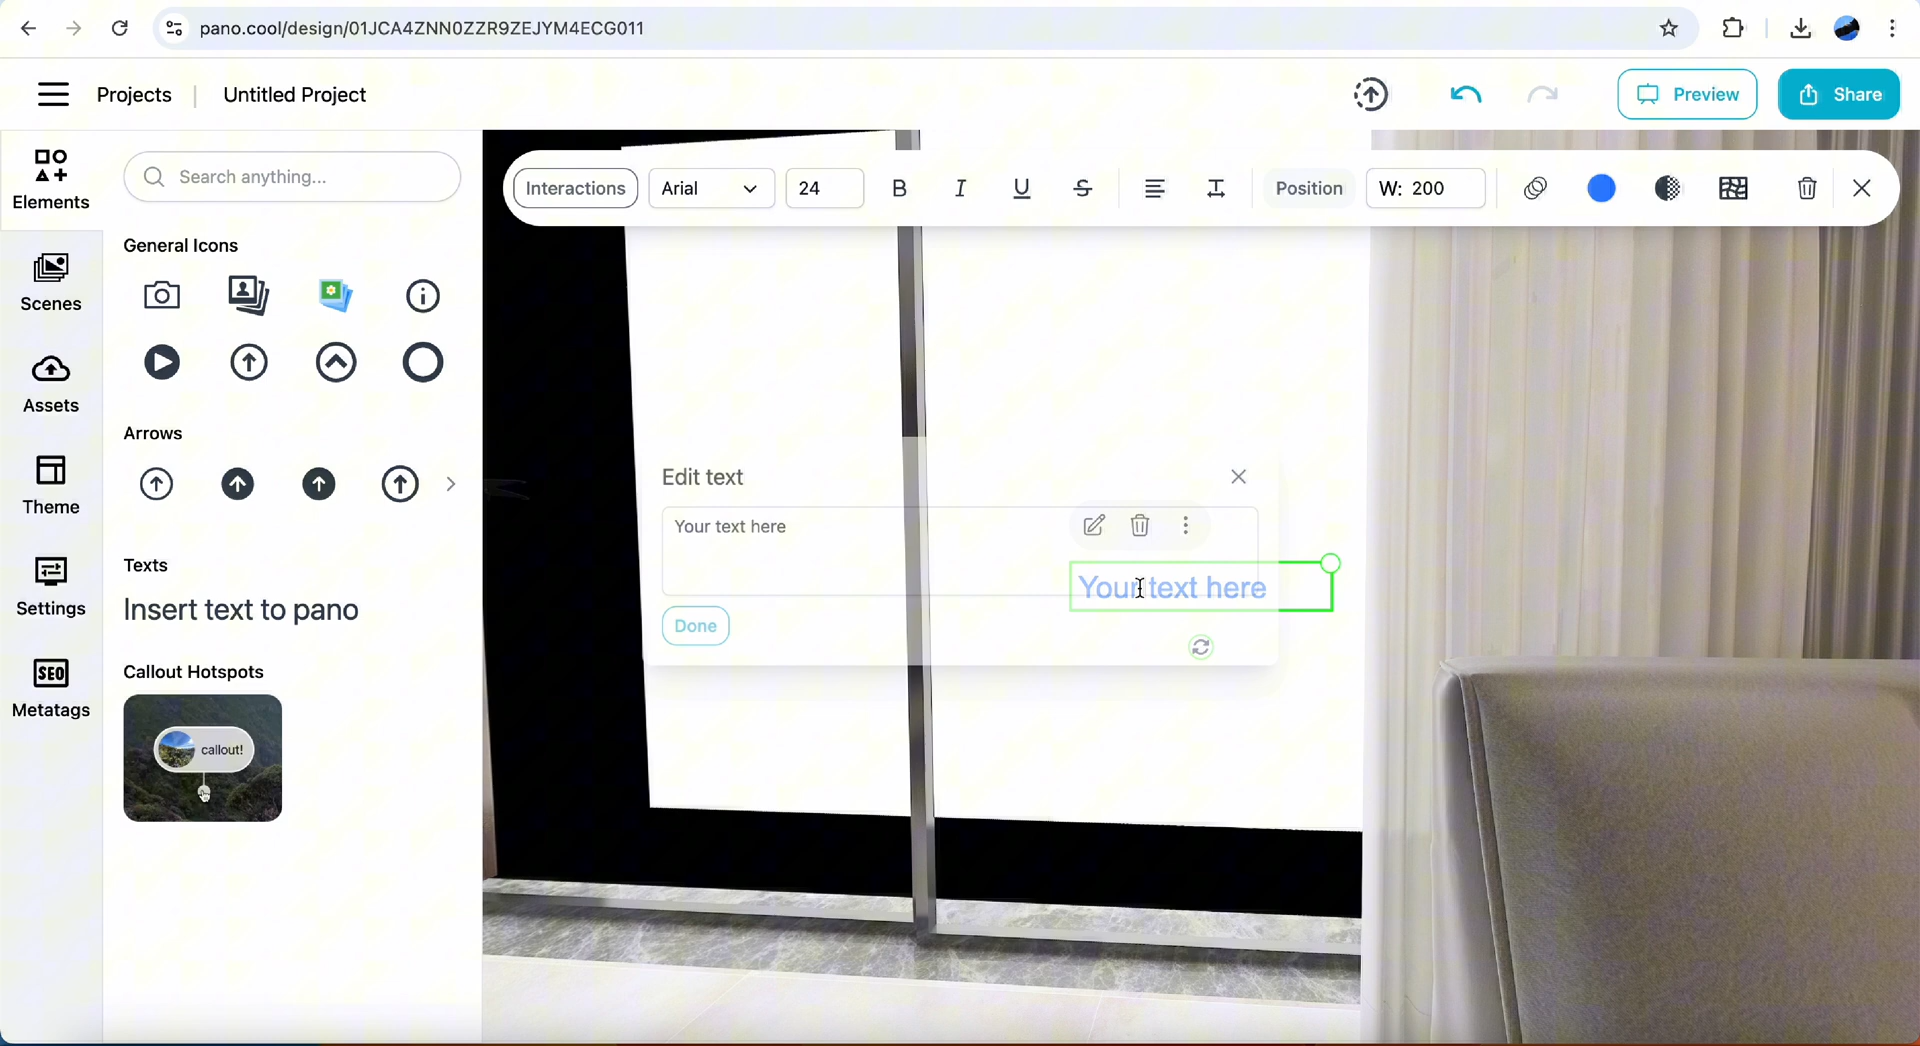 pano.cool/design/01JCA4ZNN0ZZR9ZEJYM4ECG011
Projects | Untitled Project
Preview
Share
Elements
Scenes
Assets
Theme
Settings
SEO
Metatags
Search anything...
General Icons
Arrows
Texts
Insert text to pano
Callout Hotspots
callout!
Interactions
Arial
24
B
I
U
S
T
Position
W: 200
Edit text
Your text here
Your text here
Done